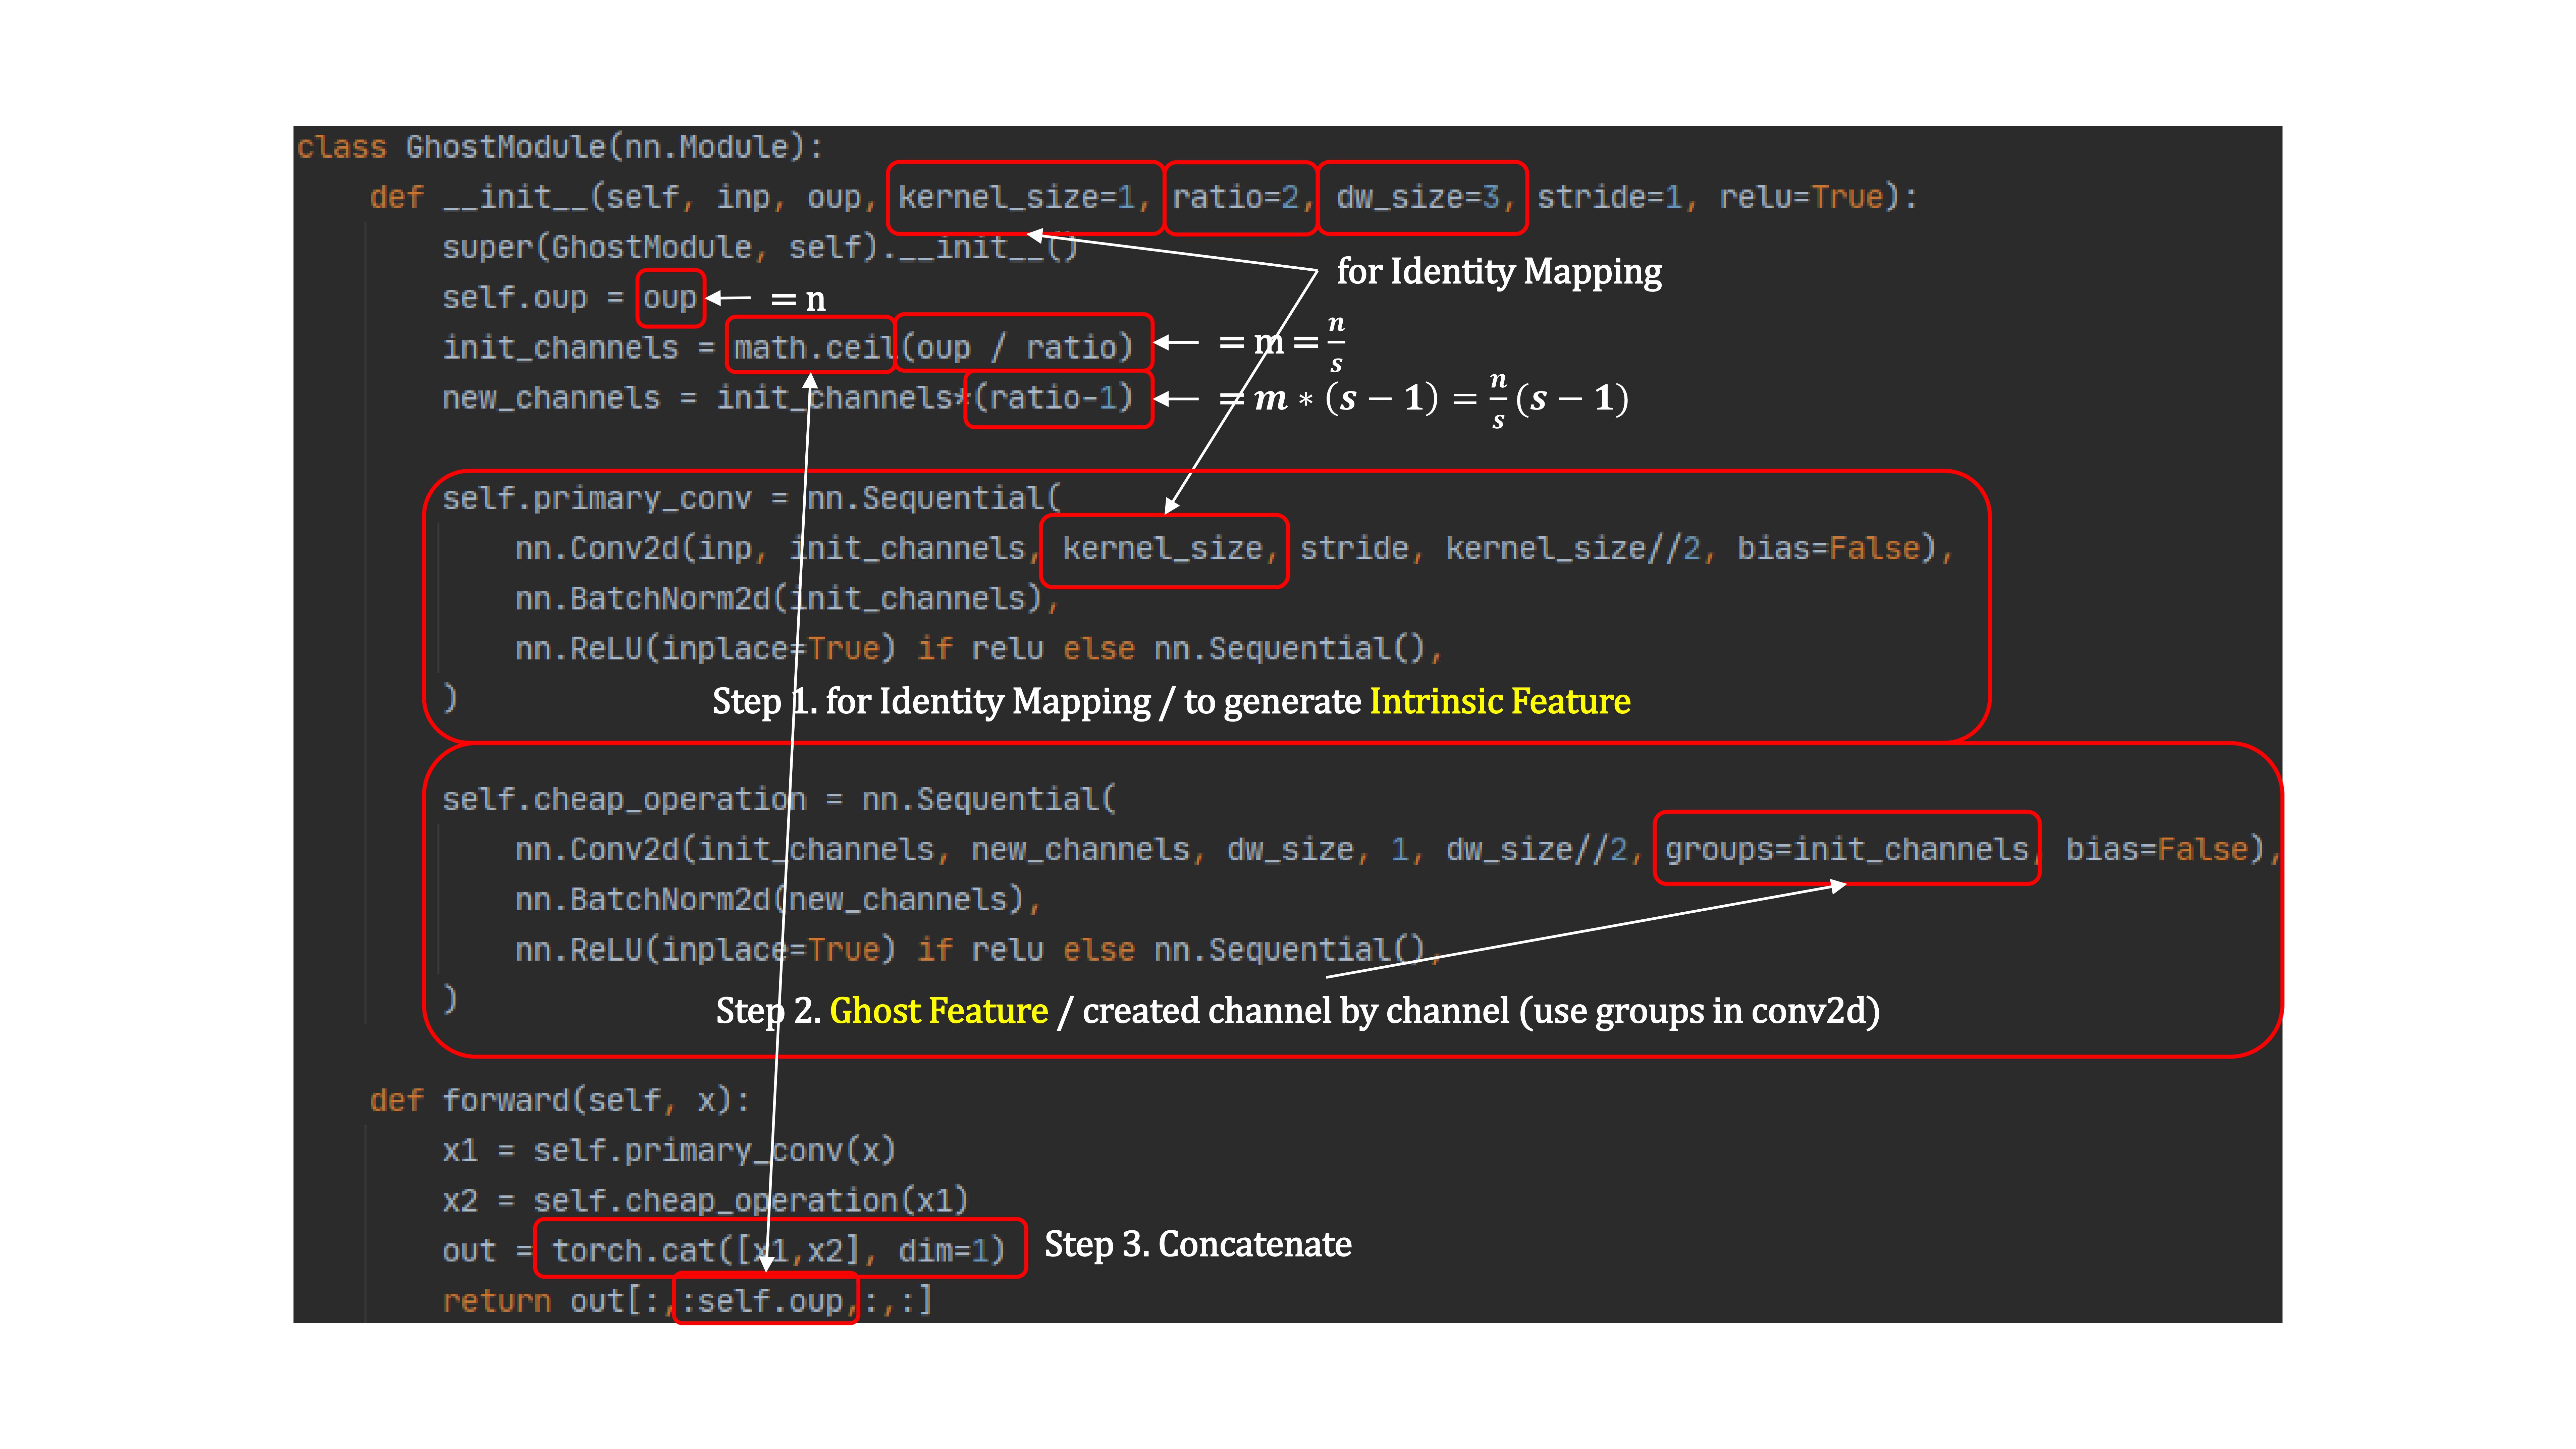 class GhostModule(nn.Module):
def __init__(self, inp, oup, kernel_size=1, ratio=2, dw_size=3, stride=1, relu=True):
super(GhostModule, self).__init__()
for Identity Mapping
self.oup = oup = n
init_channels = math.ceil(oup / ratio) = m = n/s
new_channels = init_channels*(ratio-1) = m * (s − 1) = n/s (s − 1)
self.primary_conv = nn.Sequential(
nn.Conv2d(inp, init_channels, kernel_size, stride, kernel_size//2, bias=False),
nn.BatchNorm2d(init_channels),
nn.ReLU(inplace=True) if relu else nn.Sequential(),
)
Step 1. for Identity Mapping / to generate Intrinsic Feature
self.cheap_operation = nn.Sequential(
nn.Conv2d(init_channels, new_channels, dw_size, 1, dw_size//2, groups=init_channels, bias=False),
nn.BatchNorm2d(new_channels),
nn.ReLU(inplace=True) if relu else nn.Sequential(),
)
Step 2. Ghost Feature / created channel by channel (use groups in conv2d)
def forward(self, x):
x1 = self.primary_conv(x)
x2 = self.cheap_operation(x1)
out = torch.cat([x1,x2], dim=1) Step 3. Concatenate
return out[:,:self.oup,:,:]